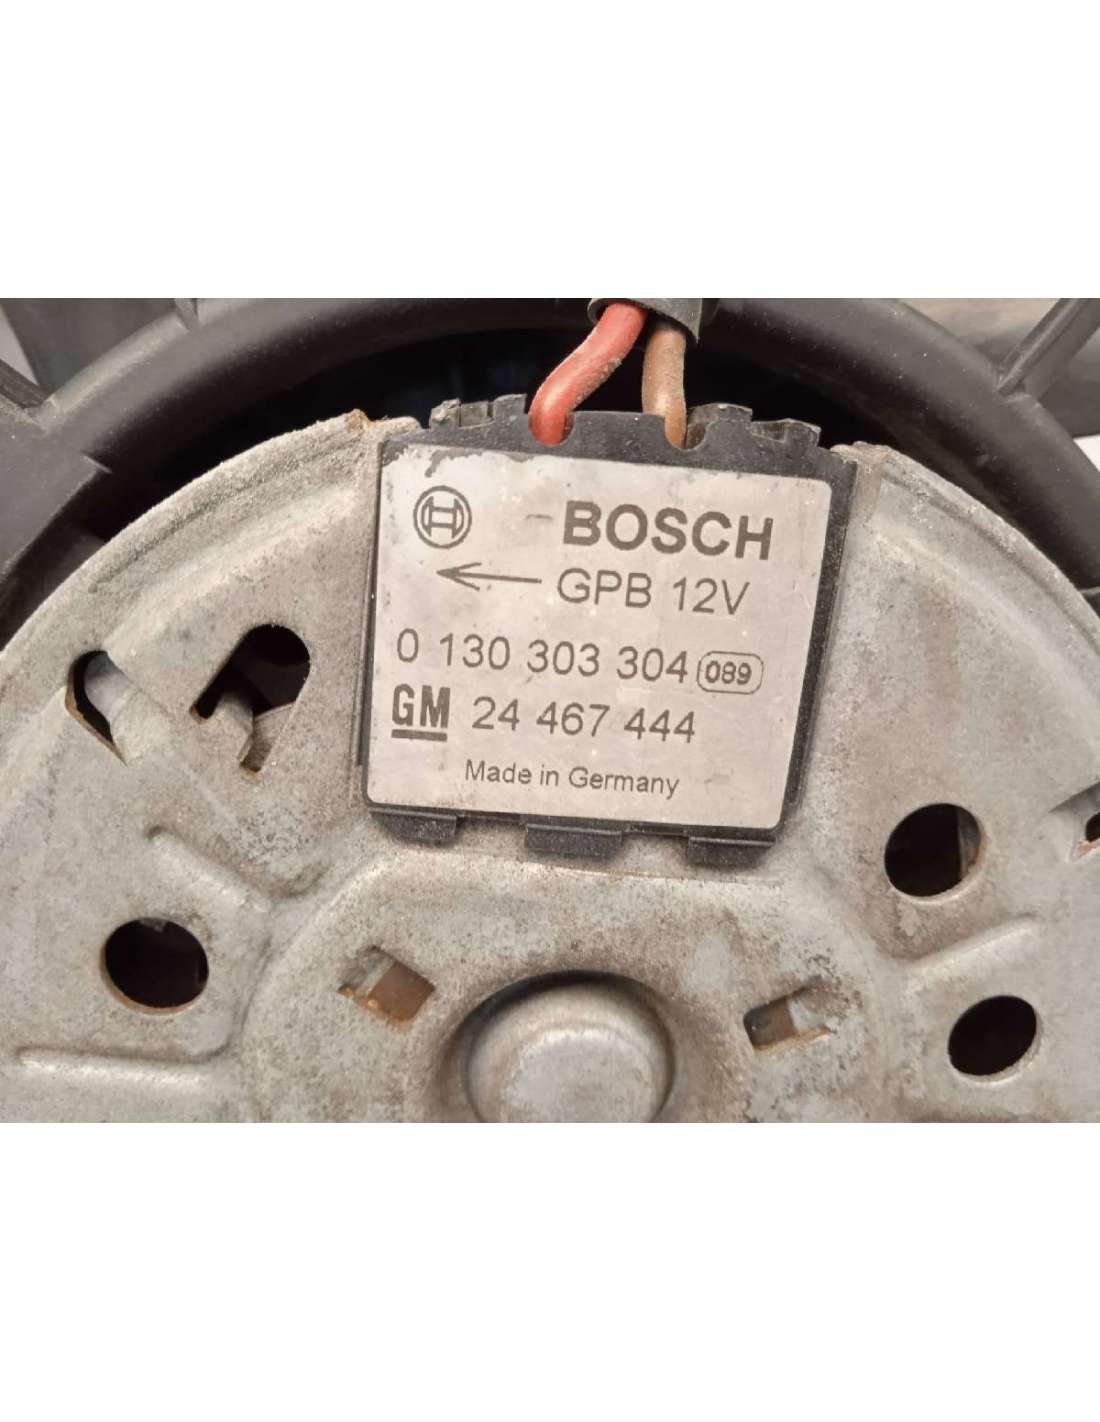 BOSCH
GPB 12V
0 130 303 304 089
GM 24 467 444
Made in Germany